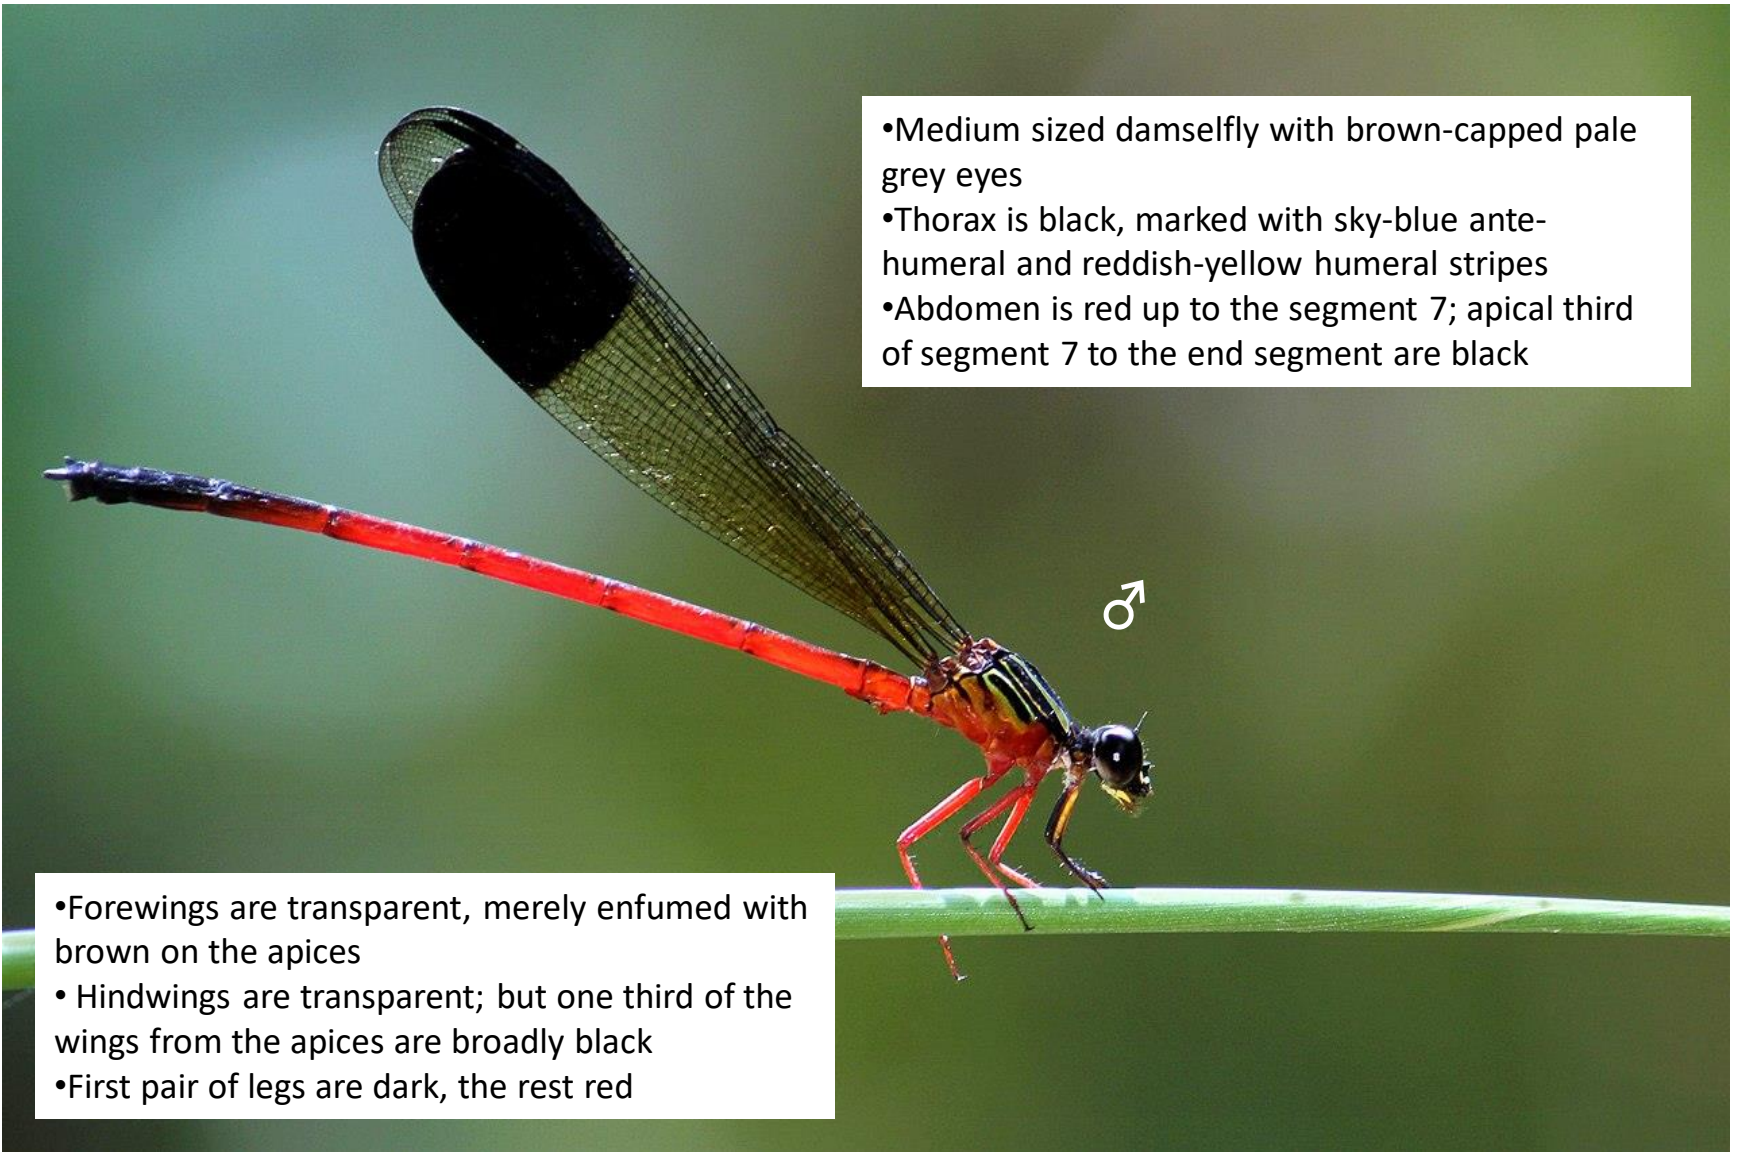 •Medium sized damselfly with brown-capped pale
grey eyes
•Thorax is black, marked with sky-blue ante-
humeral and reddish-yellow humeral stripes
•Abdomen is red up to the segment 7; apical third
of segment 7 to the end segment are black
♂
•Forewings are transparent, merely enfumed with
brown on the apices
• Hindwings are transparent; but one third of the
wings from the apices are broadly black
•First pair of legs are dark, the rest red